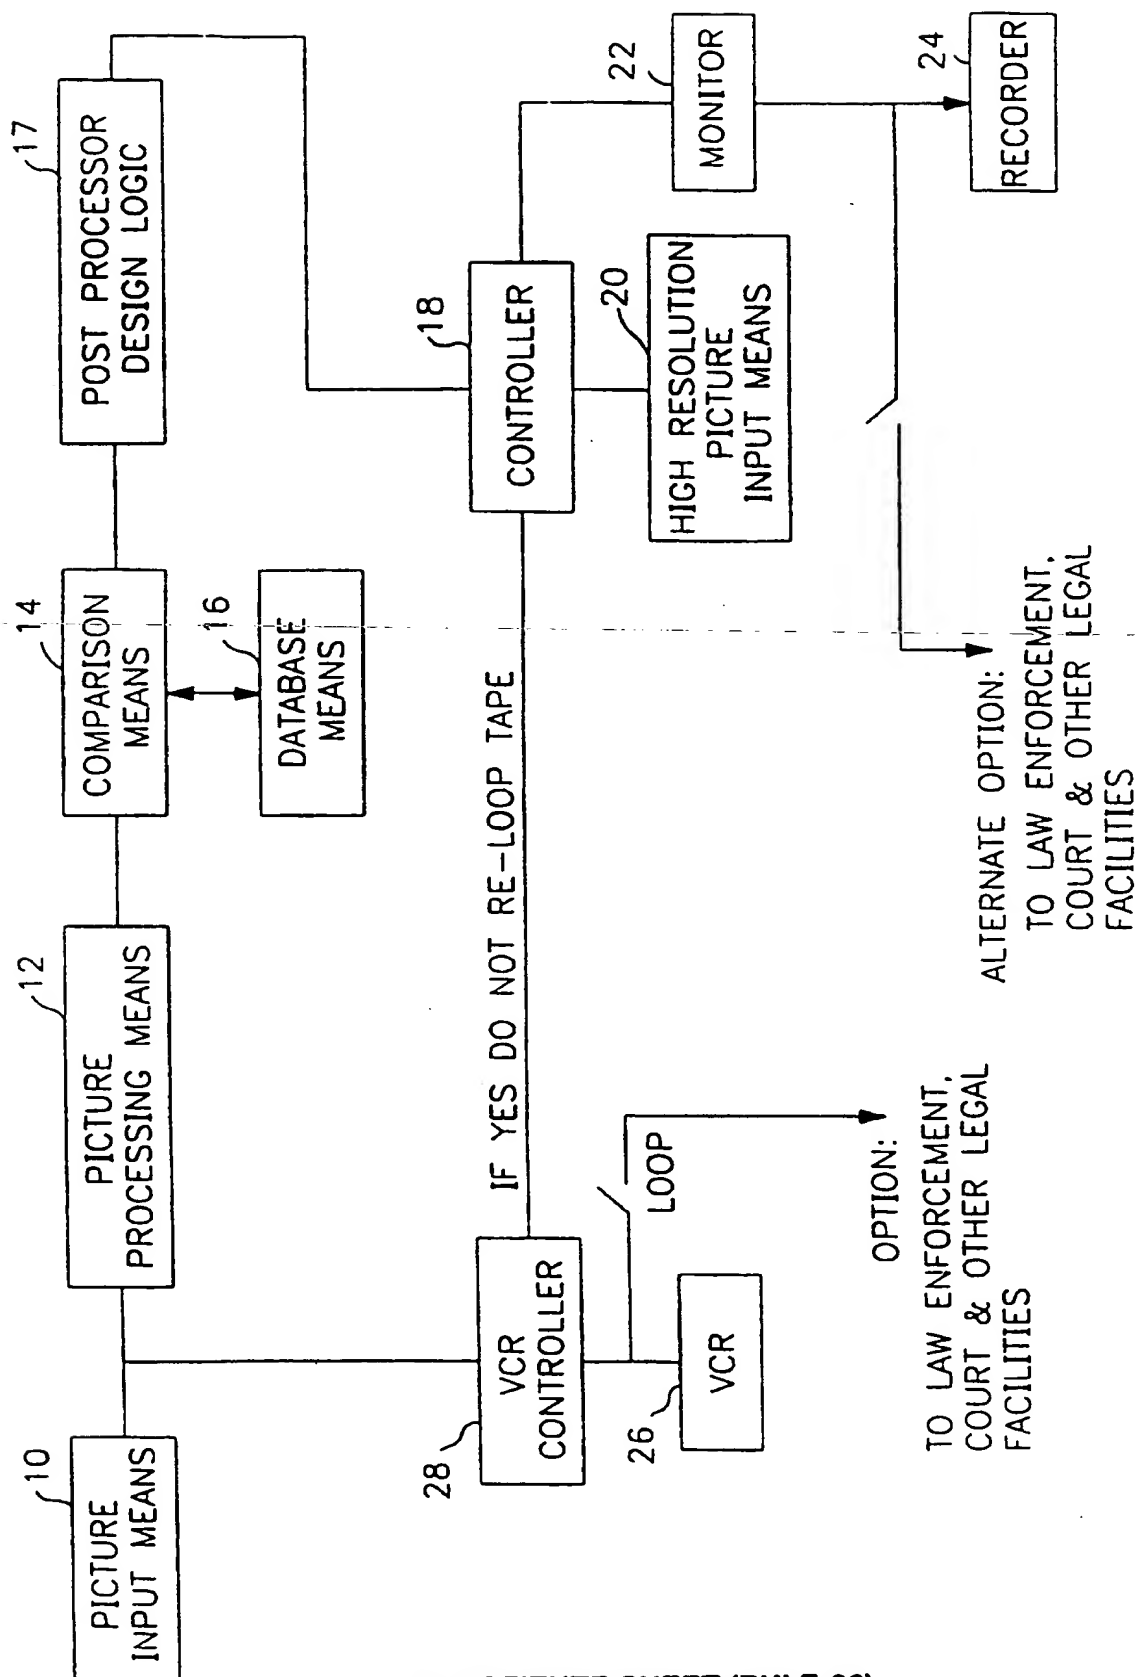 10
PICTURE
INPUT MEANS
12
PICTURE
PROCESSING MEANS
14
COMPARISON
MEANS
16
DATABASE
MEANS
17
POST PROCESSOR
DESIGN LOGIC
28
VCR
CONTROLLER
IF YES DO NOT RE-LOOP TAPE
18
CONTROLLER
20
HIGH RESOLUTION
PICTURE
INPUT MEANS
22
MONITOR
24
RECORDER
26
VCR
LOOP
OPTION:
TO LAW ENFORCEMENT,
COURT & OTHER LEGAL
FACILITIES
ALTERNATE OPTION:
TO LAW ENFORCEMENT,
COURT & OTHER LEGAL
FACILITIES